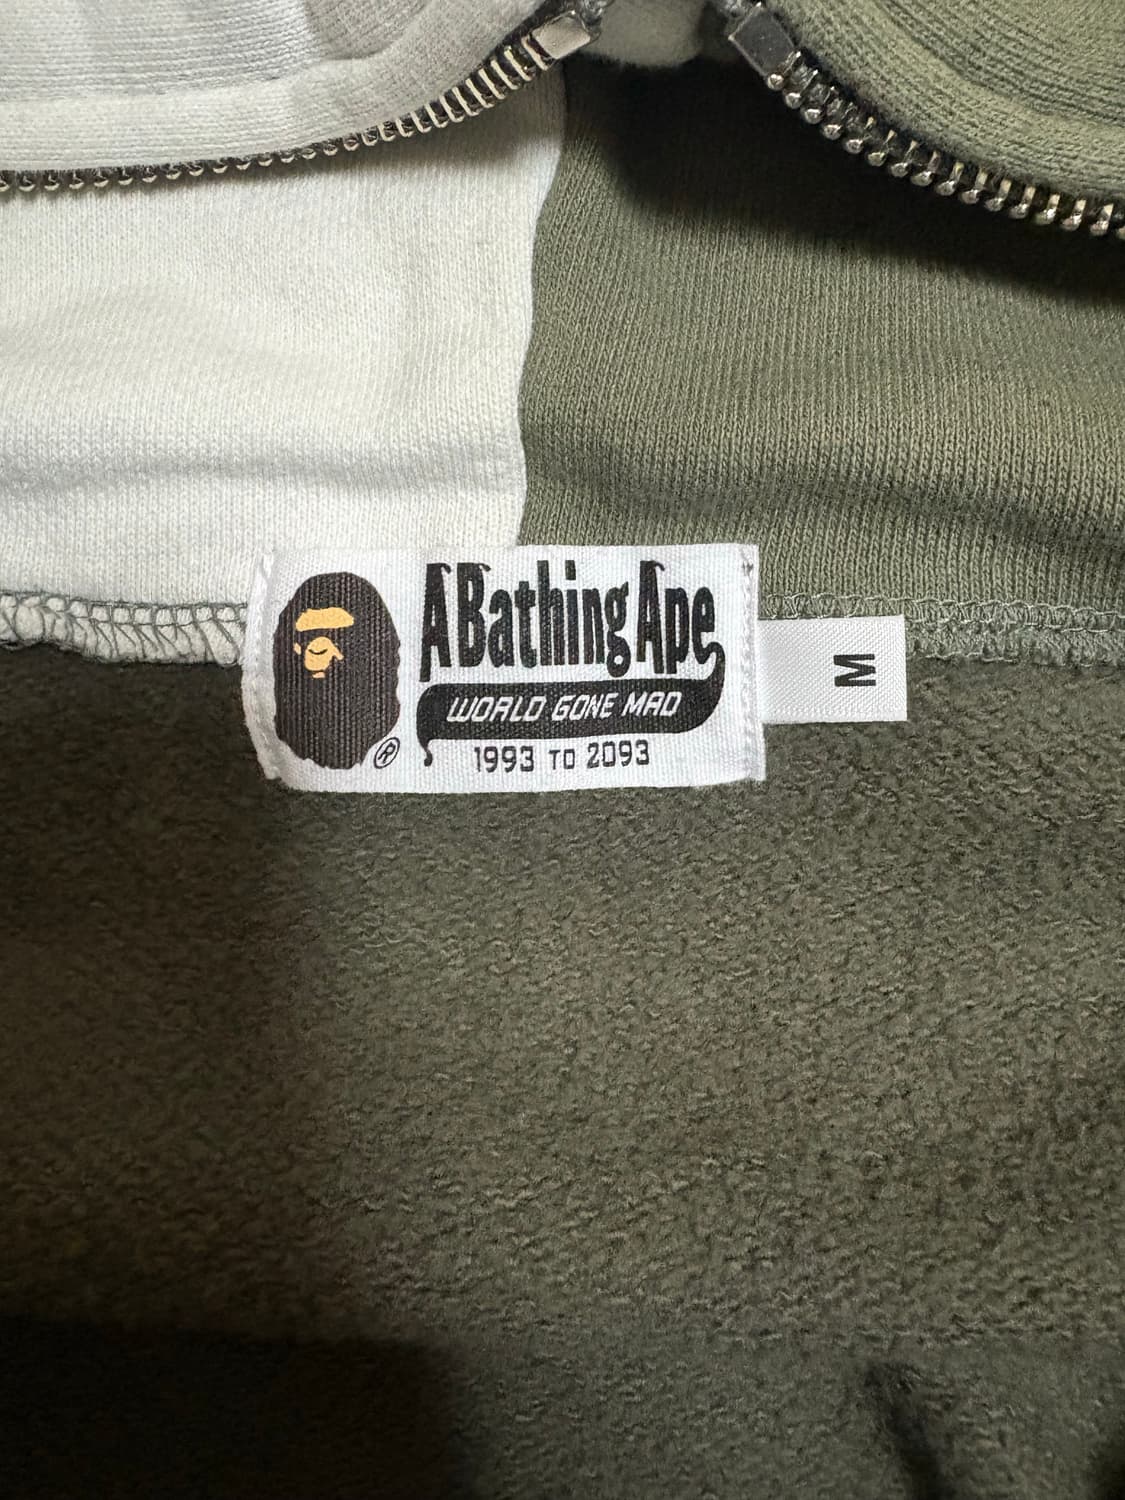 A Bathing Ape
WORLD GONE MAD
1993 TO 2093
®
M